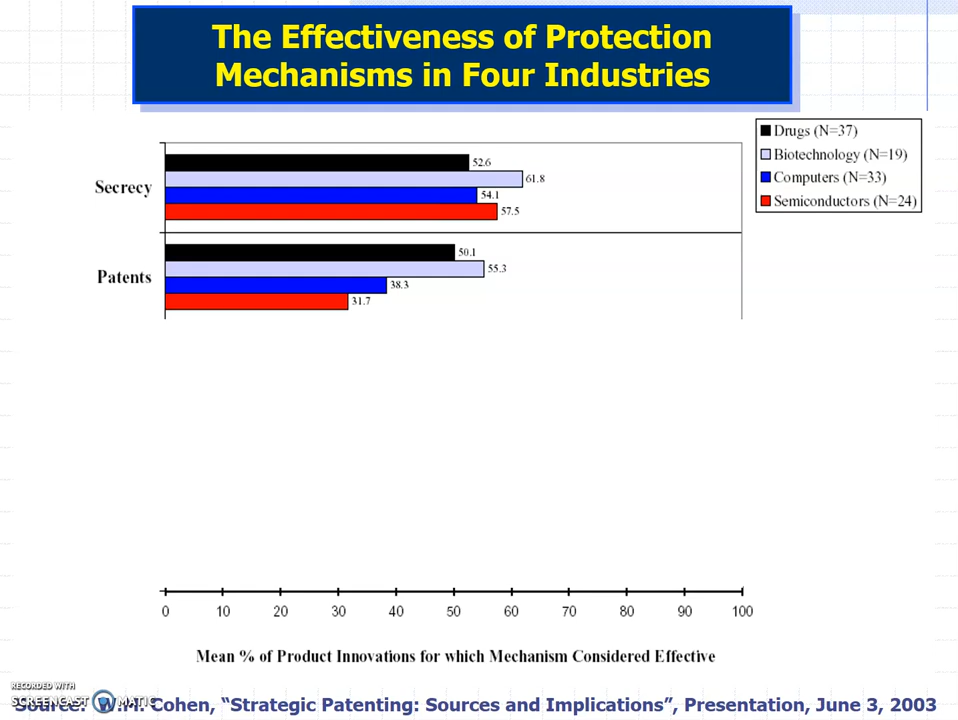 The Effectiveness of Protection
Mechanisms in Four Industries
Drugs (N=37)
Biotechnology (N=19)
Computers (N=33)
Semiconductors (N=24)
Secrecy
52.6
61.8
54.1
57.5
Patents
50.1
55.3
38.3
31.7
0 10 20 30 40 50 60 70 80 90 100
Mean % of Product Innovations for which Mechanism Considered Effective
RECORDED WITH
SCREENCAST MATIC
Source: W.M. Cohen, “Strategic Patenting: Sources and Implications”, Presentation, June 3, 2003